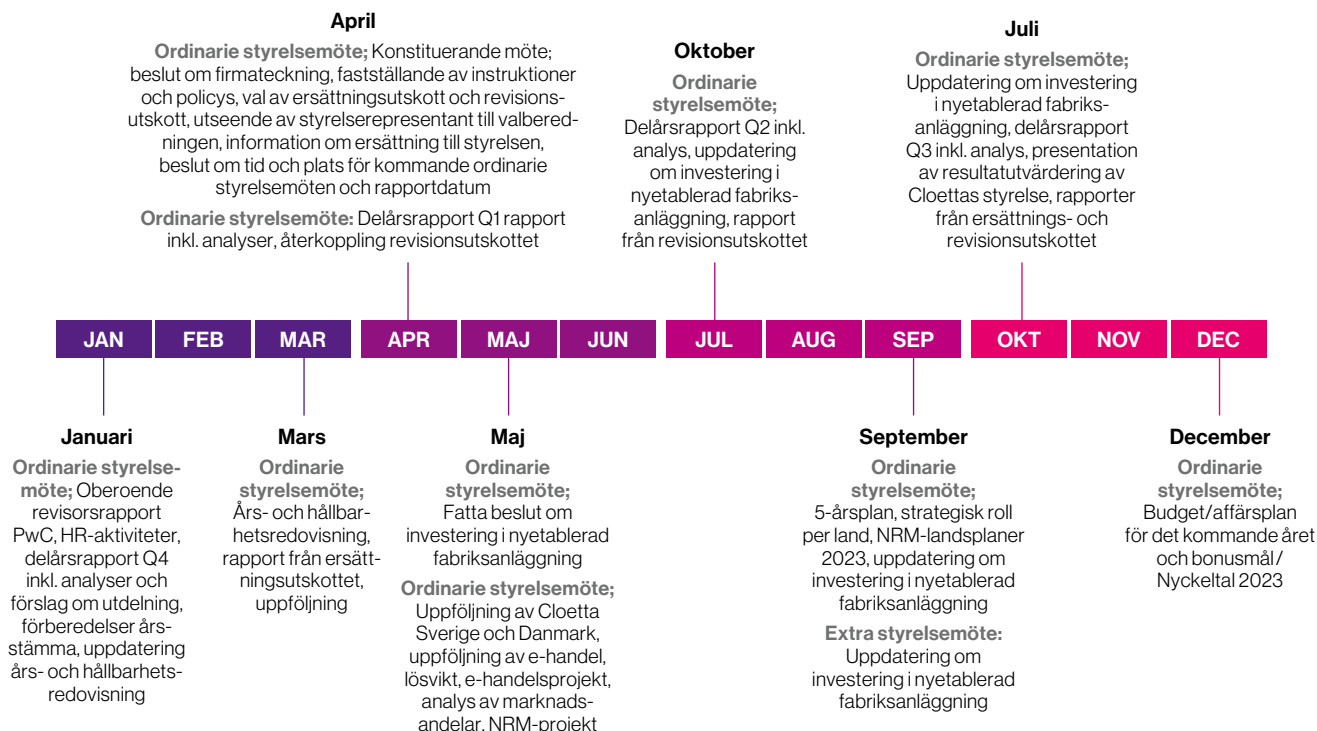 April
Ordinarie styrelsemöte; Konstituerande möte;
beslut om firmateckning, fastställande av instruktioner
och policys, val av ersättningsutskott och revisions-
utskott, utseende av styrelserepresentant till valbered-
ningen, information om ersättning till styrelsen,
beslut om tid och plats för kommande ordinarie
styrelsemöten och rapportdatum
Ordinarie styrelsemöte: Delårsrapport Q1 rapport
inkl. analyser, återkoppling revisionsutskottet
Oktober
Ordinarie
styrelsemöte;
Delårsrapport Q2 inkl.
analys, uppdatering
om investering i
nyetablerad fabriks-
anläggning, rapport
från revisionsutskottet
Juli
Ordinarie styrelsemöte;
Uppdatering om investering
i nyetablerad fabriks-
anläggning, delårsrapport
Q3 inkl. analys, presentation
av resultatutvärdering av
Cloettas styrelse, rapporter
från ersättnings- och
revisionsutskottet
JAN FEB MAR APR MAJ JUN JUL AUG SEP OKT NOV DEC
Januari
Ordinarie styrelse-
möte; Oberoende
revisorsrapport
PwC, HR-aktiviteter,
delårsrapport Q4
inkl. analyser och
förslag om utdelning,
förberedelser års-
stämma, uppdatering
års- och hållbarhets-
redovisning
Mars
Ordinarie
styrelsemöte;
Års- och hållbar-
hetsredovisning,
rapport från ersätt-
ningsutskottet,
uppföljning
Maj
Ordinarie
styrelsemöte;
Fatta beslut om
investering i nyetablerad
fabriksanläggning
Ordinarie styrelsemöte;
Uppföljning av Cloetta
Sverige och Danmark,
uppföljning av e-handel,
lösvikt, e-handelsprojekt,
analys av marknads-
andelar, NRM-projekt
September
Ordinarie
styrelsemöte;
5-årsplan, strategisk roll
per land, NRM-landsplaner
2023, uppdatering om
investering i nyetablerad
fabriksanläggning
Extra styrelsemöte:
Uppdatering om
investering i nyetablerad
fabriksanläggning
December
Ordinarie
styrelsemöte;
Budget/affärsplan
för det kommande året
och bonusmål/
Nyckeltal 2023